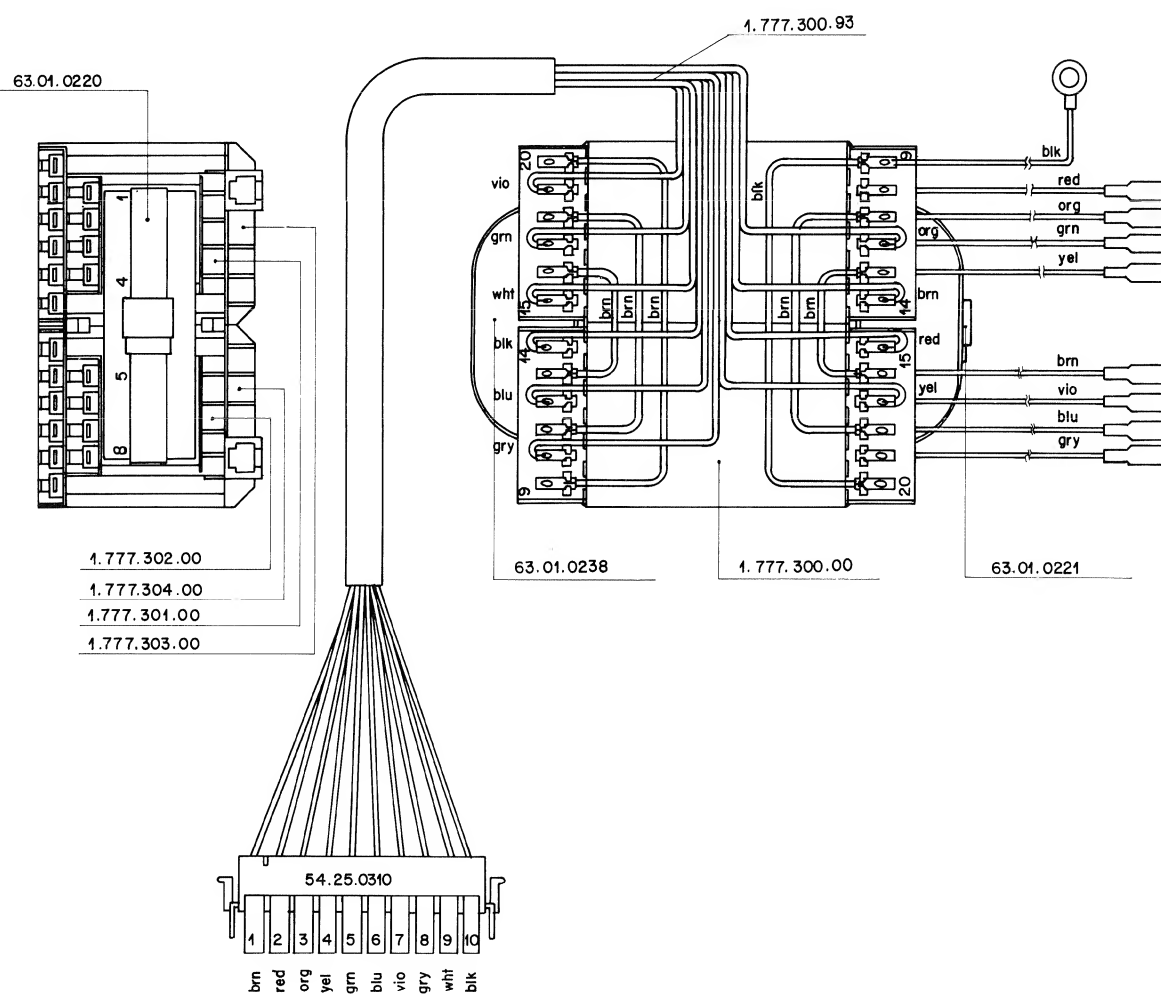 1.777.300.93
63.01.0220
1
4
5
8
20
vio
grn
wht
15
14
blk
blu
gry
9
brn
brn
brn
blk
brn
brn
9
org
14
brn
15
red
yel
20
blk
red
org
grn
yel
brn
vio
blu
gry
1.777.302.00
1.777.304.00
1.777.301.00
1.777.303.00
63.01.0238
1.777.300.00
63.01.0221
54.25.0310
1 2 3 4 5 6 7 8 9 10
brn red org yel grn blu vio gry wht blk